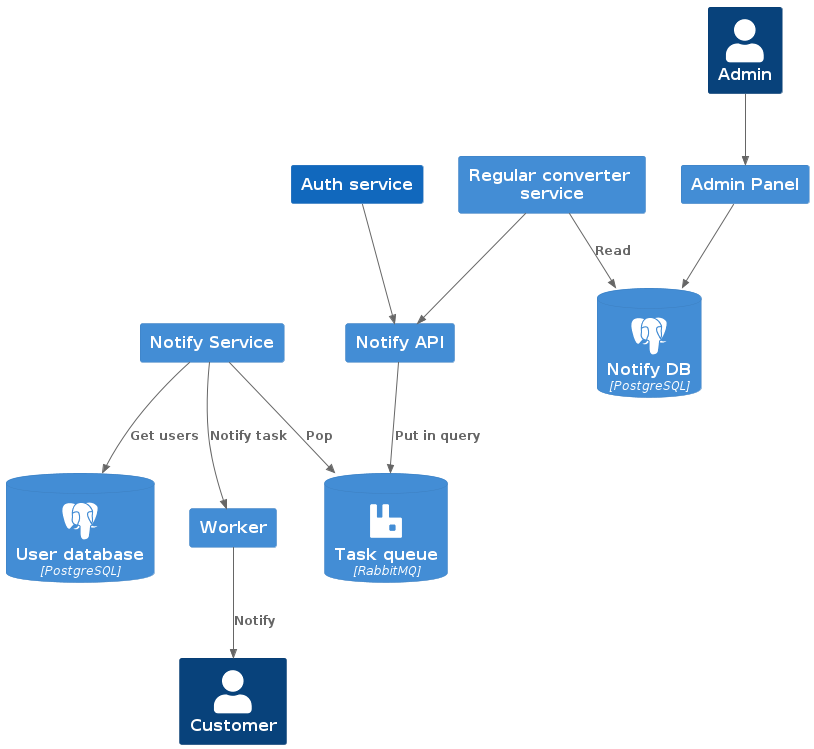 Admin
Auth service
Regular converter
service
Admin Panel
Read
Notify Service
Notify API
Notify DB
[PostgreSQL]
Get users
Notify task
Pop
Put in query
User database
[PostgreSQL]
Worker
Task queue
[RabbitMQ]
Notify
Customer